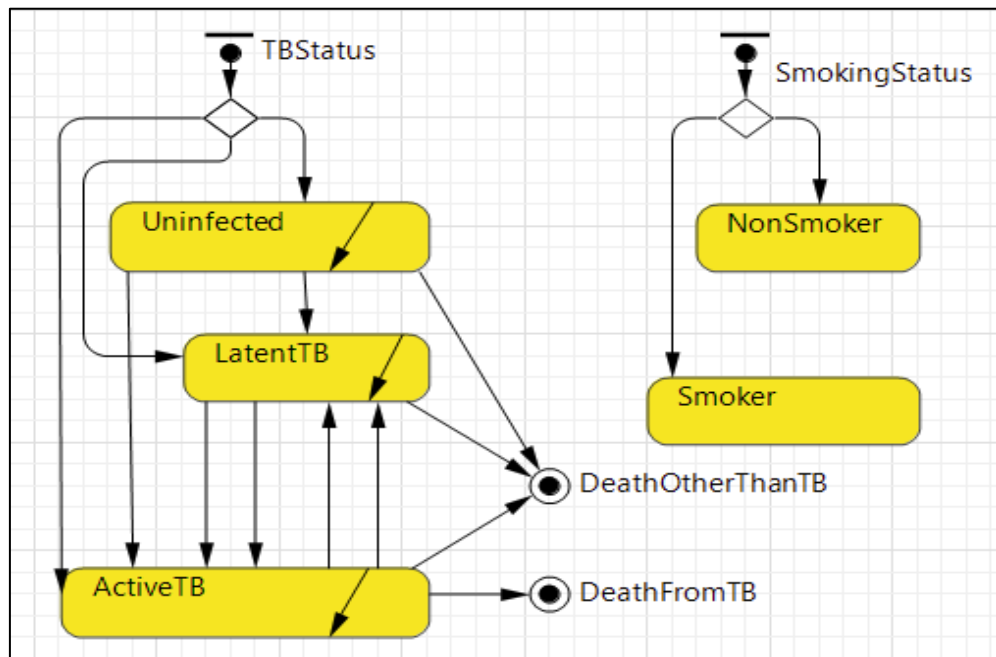 TBStatus
SmokingStatus
Uninfected
NonSmoker
LatentTB
Smoker
DeathOtherThanTB
ActiveTB
DeathFromTB